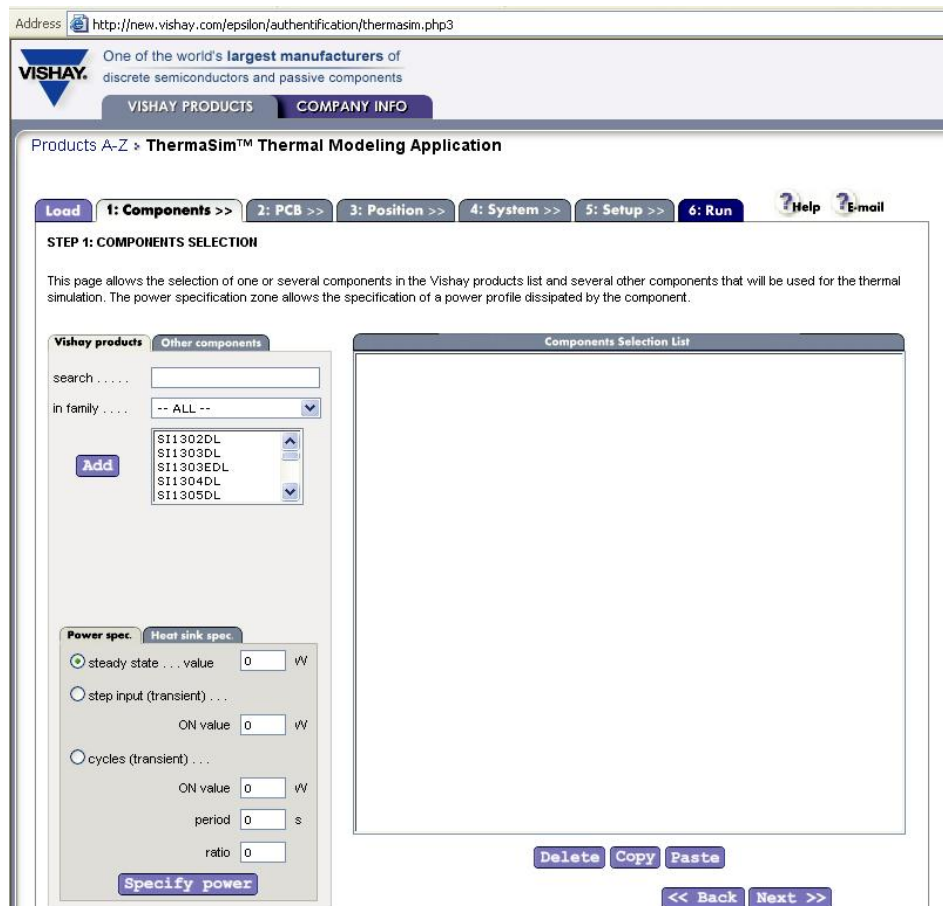 Address http://new.vishay.com/epsilon/authentification/thermasim.php3
One of the world's largest manufacturers of
VISHAY. discrete semiconductors and passive components
VISHAY PRODUCTS COMPANY INFO
Products A-Z > ThermaSim™ Thermal Modeling Application
Load 1: Components >> 2: PCB >> 3: Position >> 4: System >> 5: Setup >> 6: Run ?Help ?E-mail
STEP 1: COMPONENTS SELECTION
This page allows the selection of one or several components in the Vishay products list and several other components that will be used for the thermal
simulation. The power specification zone allows the specification of a power profile dissipated by the component.
Vishay products Other components Components Selection List
search . . . . .
in family . . . . -- ALL --
SI1302DL
SI1303DL
Add SI1303EDL
SI1304DL
SI1305DL
Power spec. Heat sink spec.
steady state . . . value 0 W
step input (transient) . . .
ON value 0 W
cycles (transient) . . .
ON value 0 W
period 0 s
ratio 0
Delete Copy Paste
Specify power
<< Back Next >>